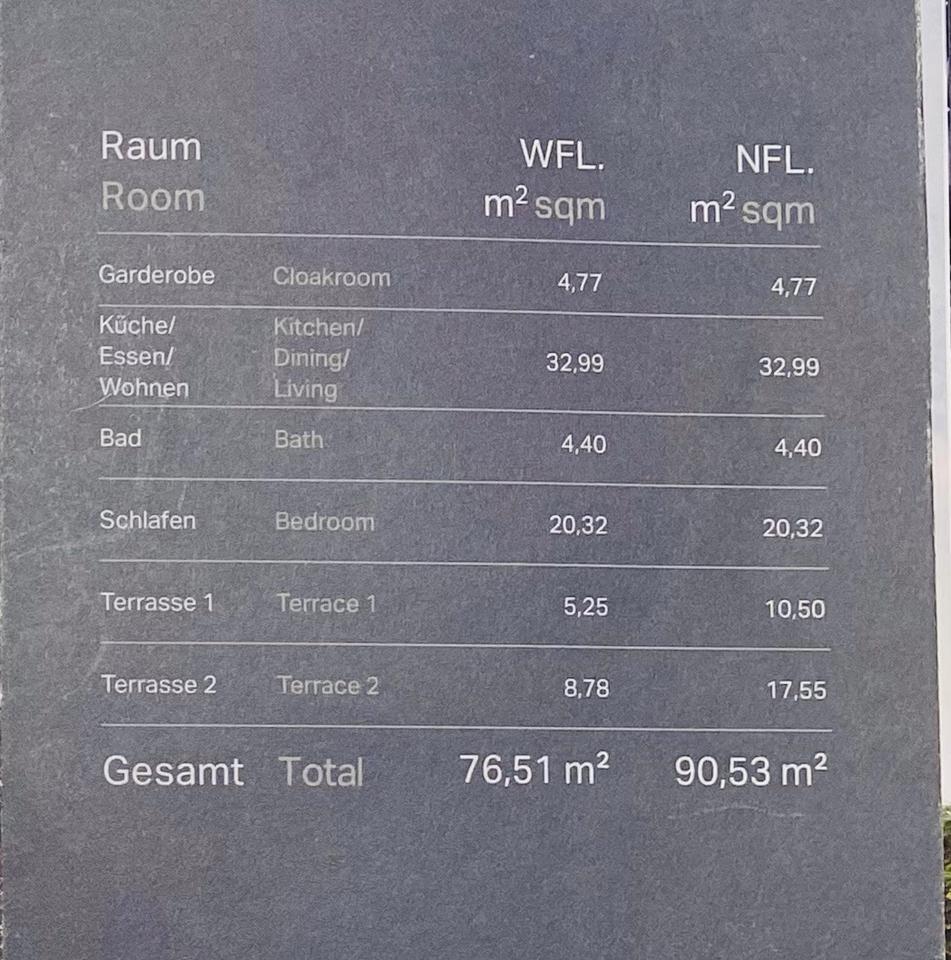 Raum WFL. NFL.
Room m² sqm m² sqm
Garderobe Cloakroom 4,77 4,77
Küche/ Kitchen/
Essen/ Dining/ 32,99 32,99
Wohnen Living
Bad Bath 4,40 4,40
Schlafen Bedroom 20,32 20,32
Terrasse 1 Terrace 1 5,25 10,50
Terrasse 2 Terrace 2 8,78 17,55
Gesamt Total 76,51 m² 90,53 m²